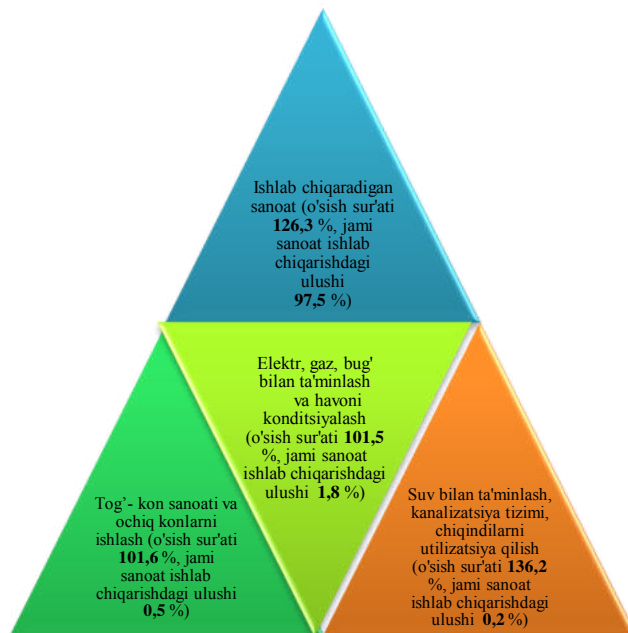 Ishlab chiqaradigan
sanoat (o'sish sur'ati
126,3 %, jami
sanoat ishlab
chiqarishdagi
ulushi
97,5 %)
Elektr, gaz, bug'
bilan ta'minlash
va havoni
konditsiyalash
(o'sish sur'ati 101,5
%, jami sanoat
ishlab chiqarishdagi
ulushi 1,8 %)
Tog’- kon sanoati va
ochiq konlarni
ishlash (o'sish sur'ati
101,6 %, jami
sanoat ishlab
chiqarishdagi ulushi
0,5 %)
Suv bilan ta'minlash,
kanalizatsiya tizimi,
chiqindilarni
utilizatsiya qilish
(o'sish sur'ati 136,2
%, jami sanoat
ishlab chiqarishdagi
ulushi 0,2 %)